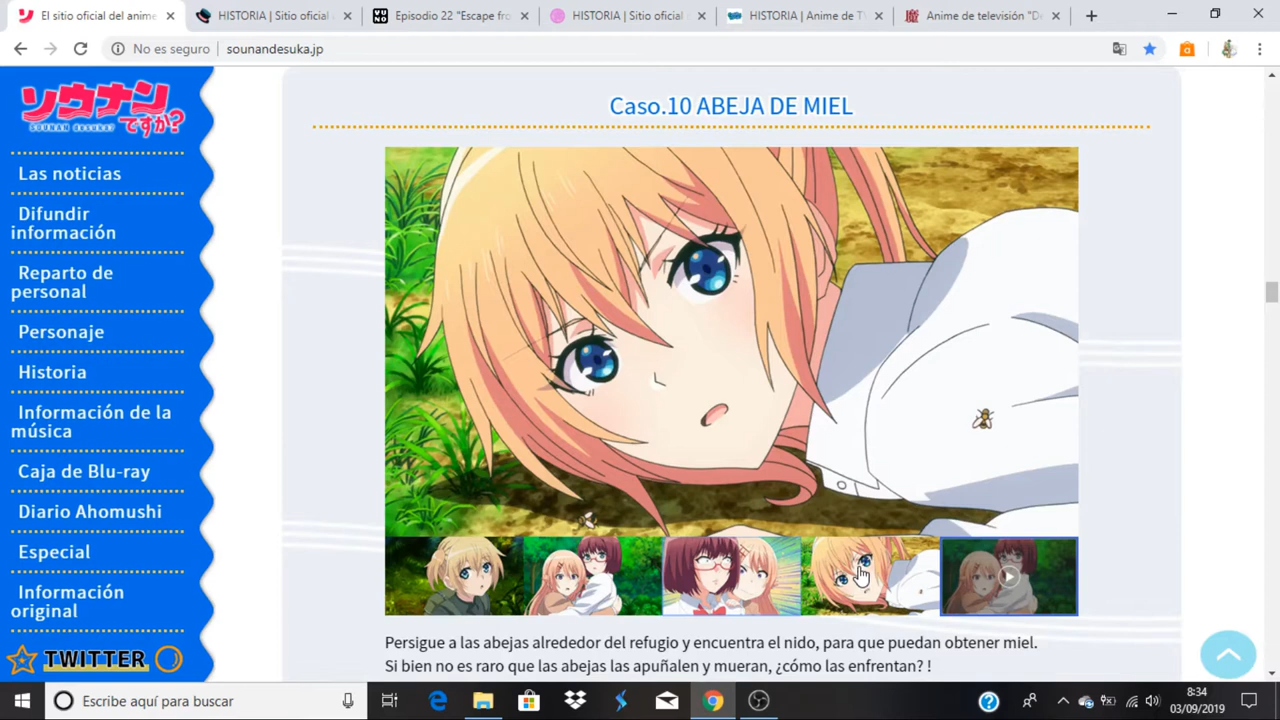 El sitio oficial del anime
HISTORIA | Sitio oficial
Episodio 22 "Escape fro
HISTORIA | Sitio oficial
HISTORIA | Anime de T
Anime de televisión "De
No es seguro
sounandesuka.jp
ソウナンですか?
SOUNAN DESUKA?
Las noticias
Difundir
información
Reparto de
personal
Personaje
Historia
Información de la
música
Caja de Blu-ray
Diario Ahomushi
Especial
Información
original
TWITTER
Caso.10 ABEJA DE MIEL
Persigue a las abejas alrededor del refugio y encuentra el nido, para que puedan obtener miel.
Si bien no es raro que las abejas las apuñalen y mueran, ¿cómo las enfrentan? !
Escribe aquí para buscar
8:34
03/09/2019